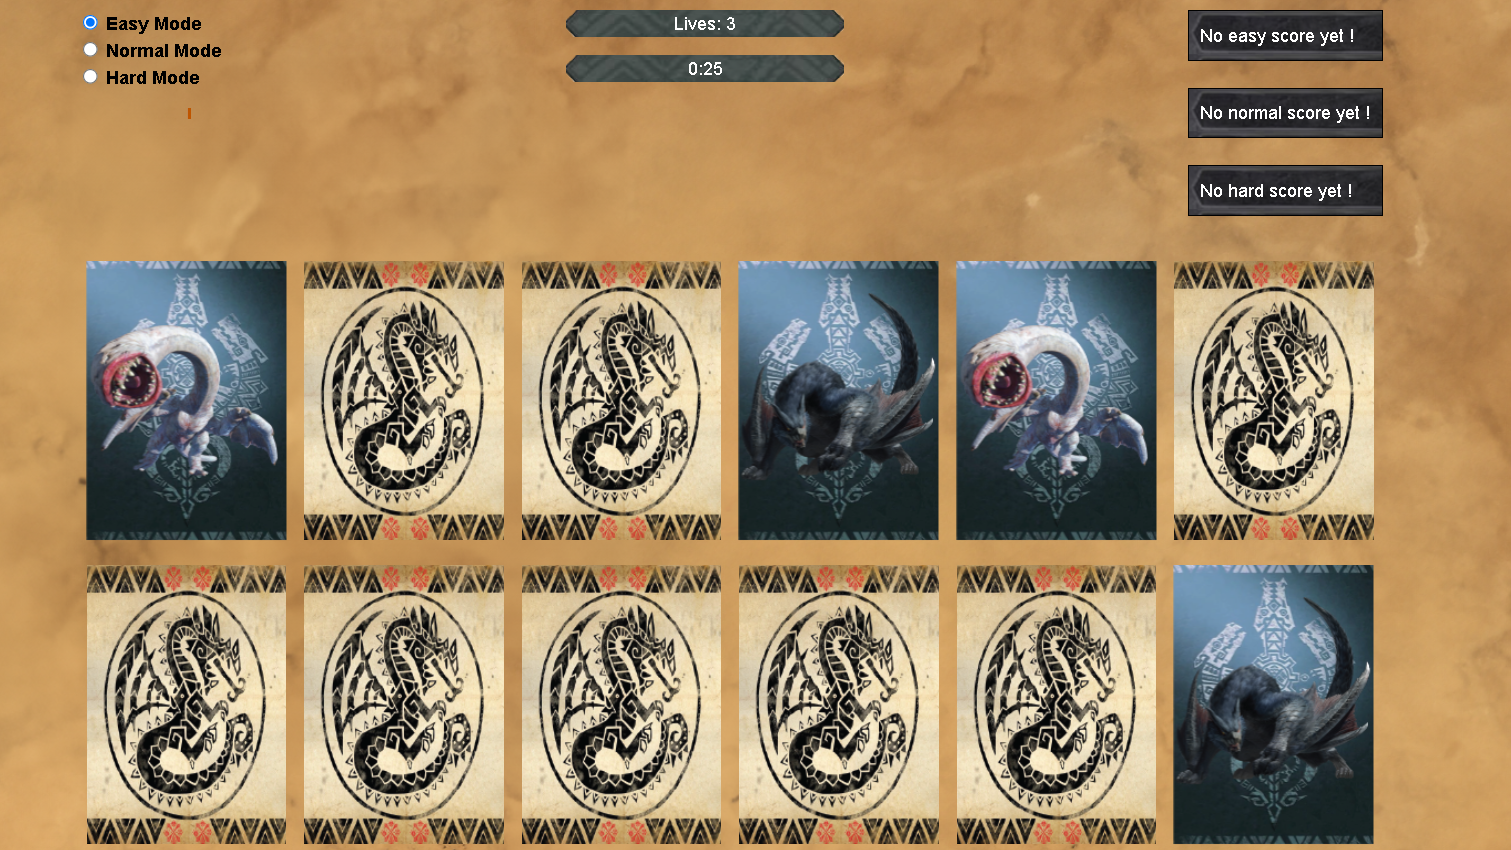 Easy Mode
Normal Mode
Hard Mode
Lives: 3
0:25
No easy score yet !
No normal score yet !
No hard score yet !